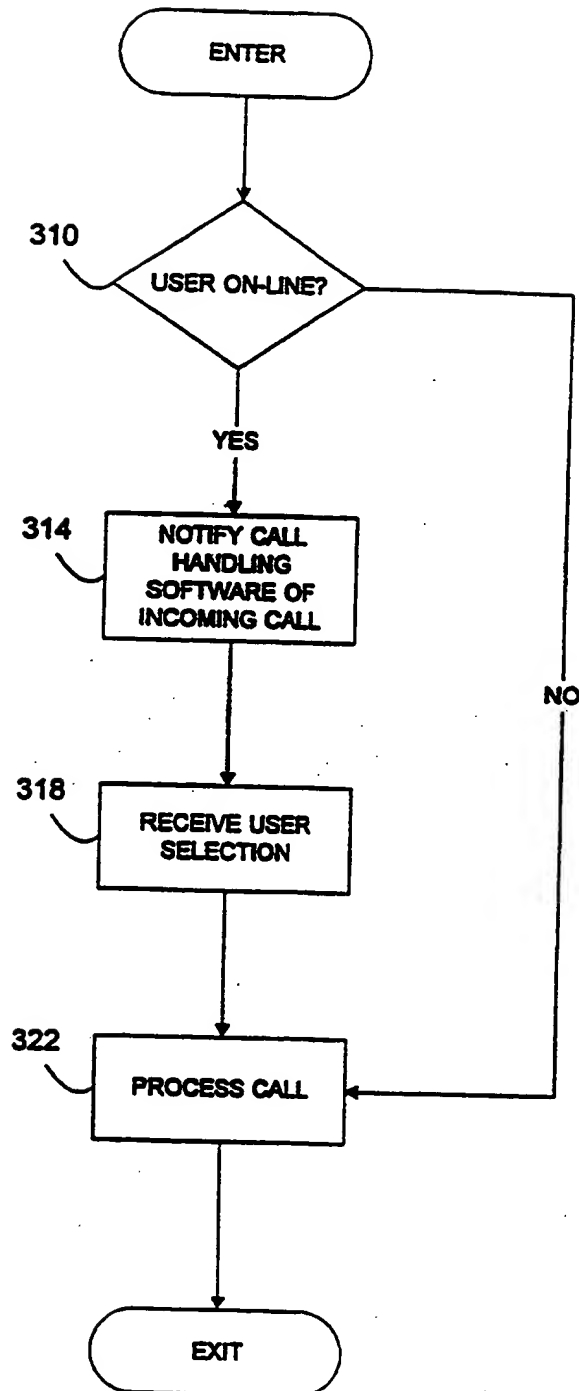 ENTER
310
USER ON-LINE?
YES
314
NOTIFY CALL
HANDLING
SOFTWARE OF
INCOMING CALL
NO
318
RECEIVE USER
SELECTION
322
PROCESS CALL
EXIT